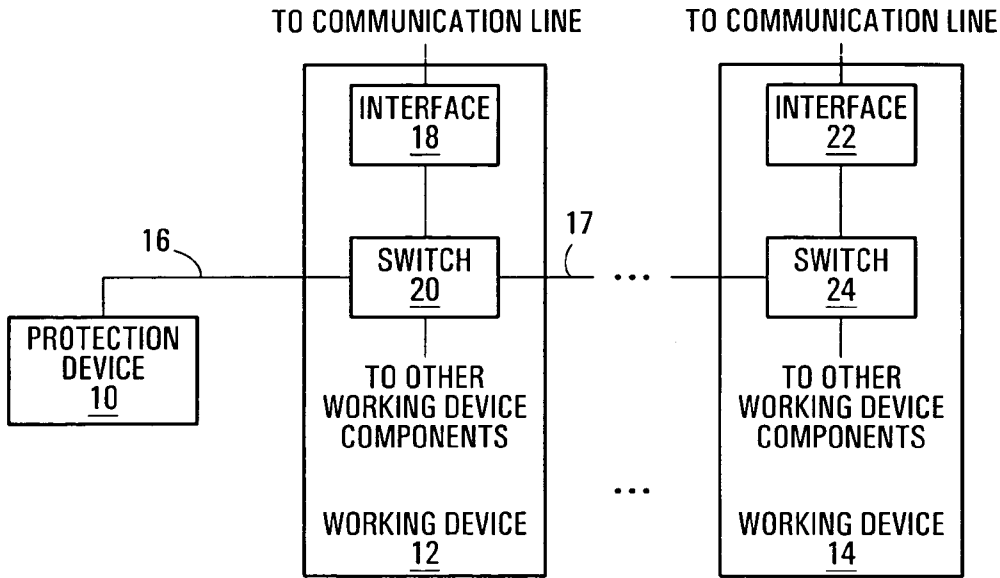 TO COMMUNICATION LINE
TO COMMUNICATION LINE
INTERFACE
18
INTERFACE
22
16
17
SWITCH
20
...
SWITCH
24
PROTECTION
DEVICE
10
TO OTHER
WORKING DEVICE
COMPONENTS
TO OTHER
WORKING DEVICE
COMPONENTS
...
WORKING DEVICE
12
WORKING DEVICE
14